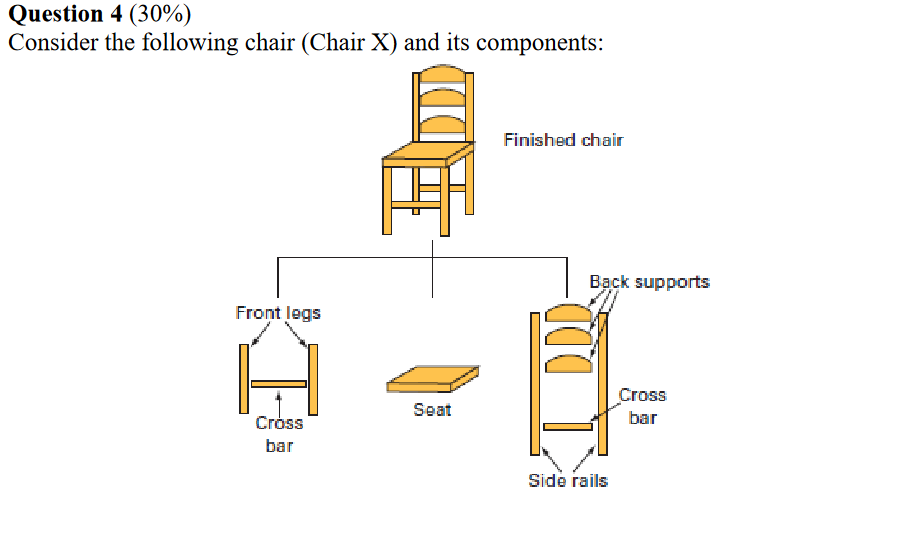 Question 4 (30%)
Consider the following chair (Chair X) and its components:
Finished chair
Back supports
Front legs
Cross
bar
Seat
Cross
bar
Side rails